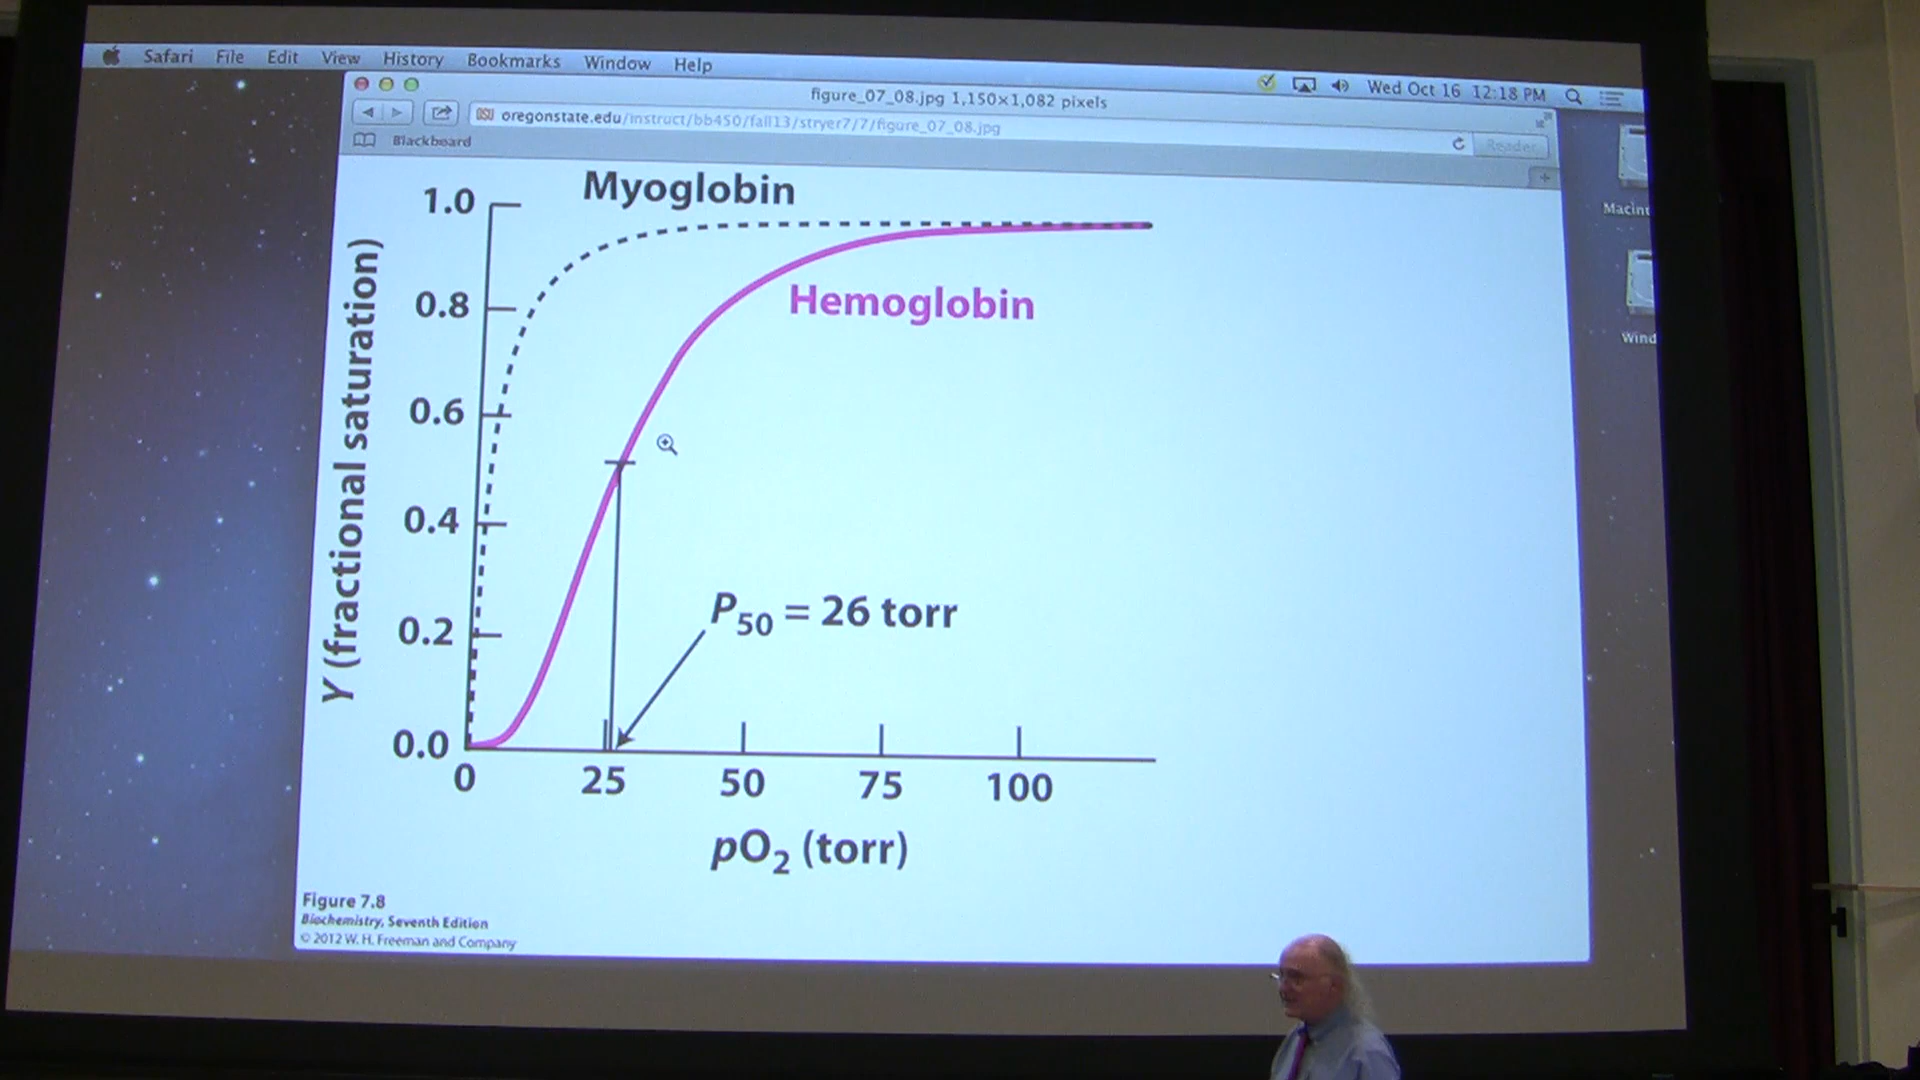 Safari File Edit View History Bookmarks Window Help
Wed Oct 16 12:18 PM
figure_07_08.jpg 1,150×1,082 pixels
oregonstate.edu/instruct/bb450/fall13/stryer7/7/figure_07_08.jpg
Reader
Blackboard
Macint
Wind
Myoglobin
Hemoglobin
Y (fractional saturation)
1.0
0.8
0.6
0.4
0.2
0.0
P50 = 26 torr
0 25 50 75 100
pO2 (torr)
Figure 7.8
Biochemistry, Seventh Edition
© 2012 W. H. Freeman and Company